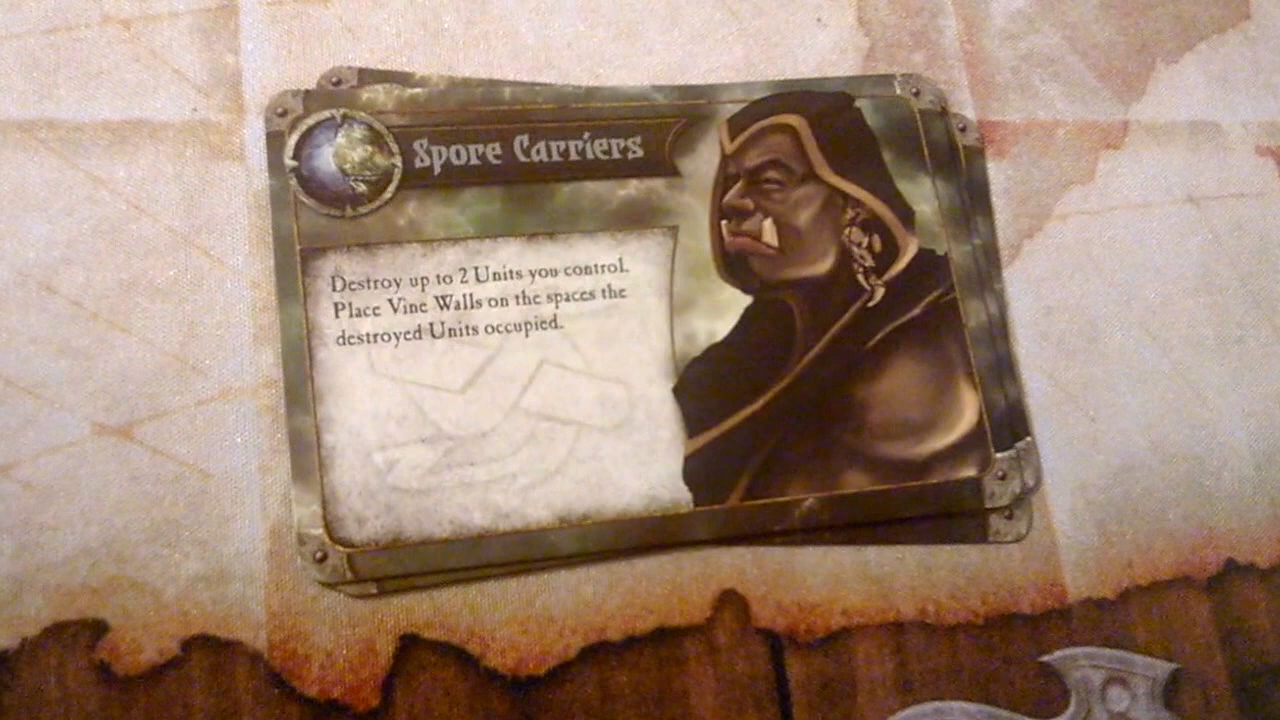 Spore Carriers
Destroy up to 2 Units you control.
Place Vine Walls on the spaces the
destroyed Units occupied.